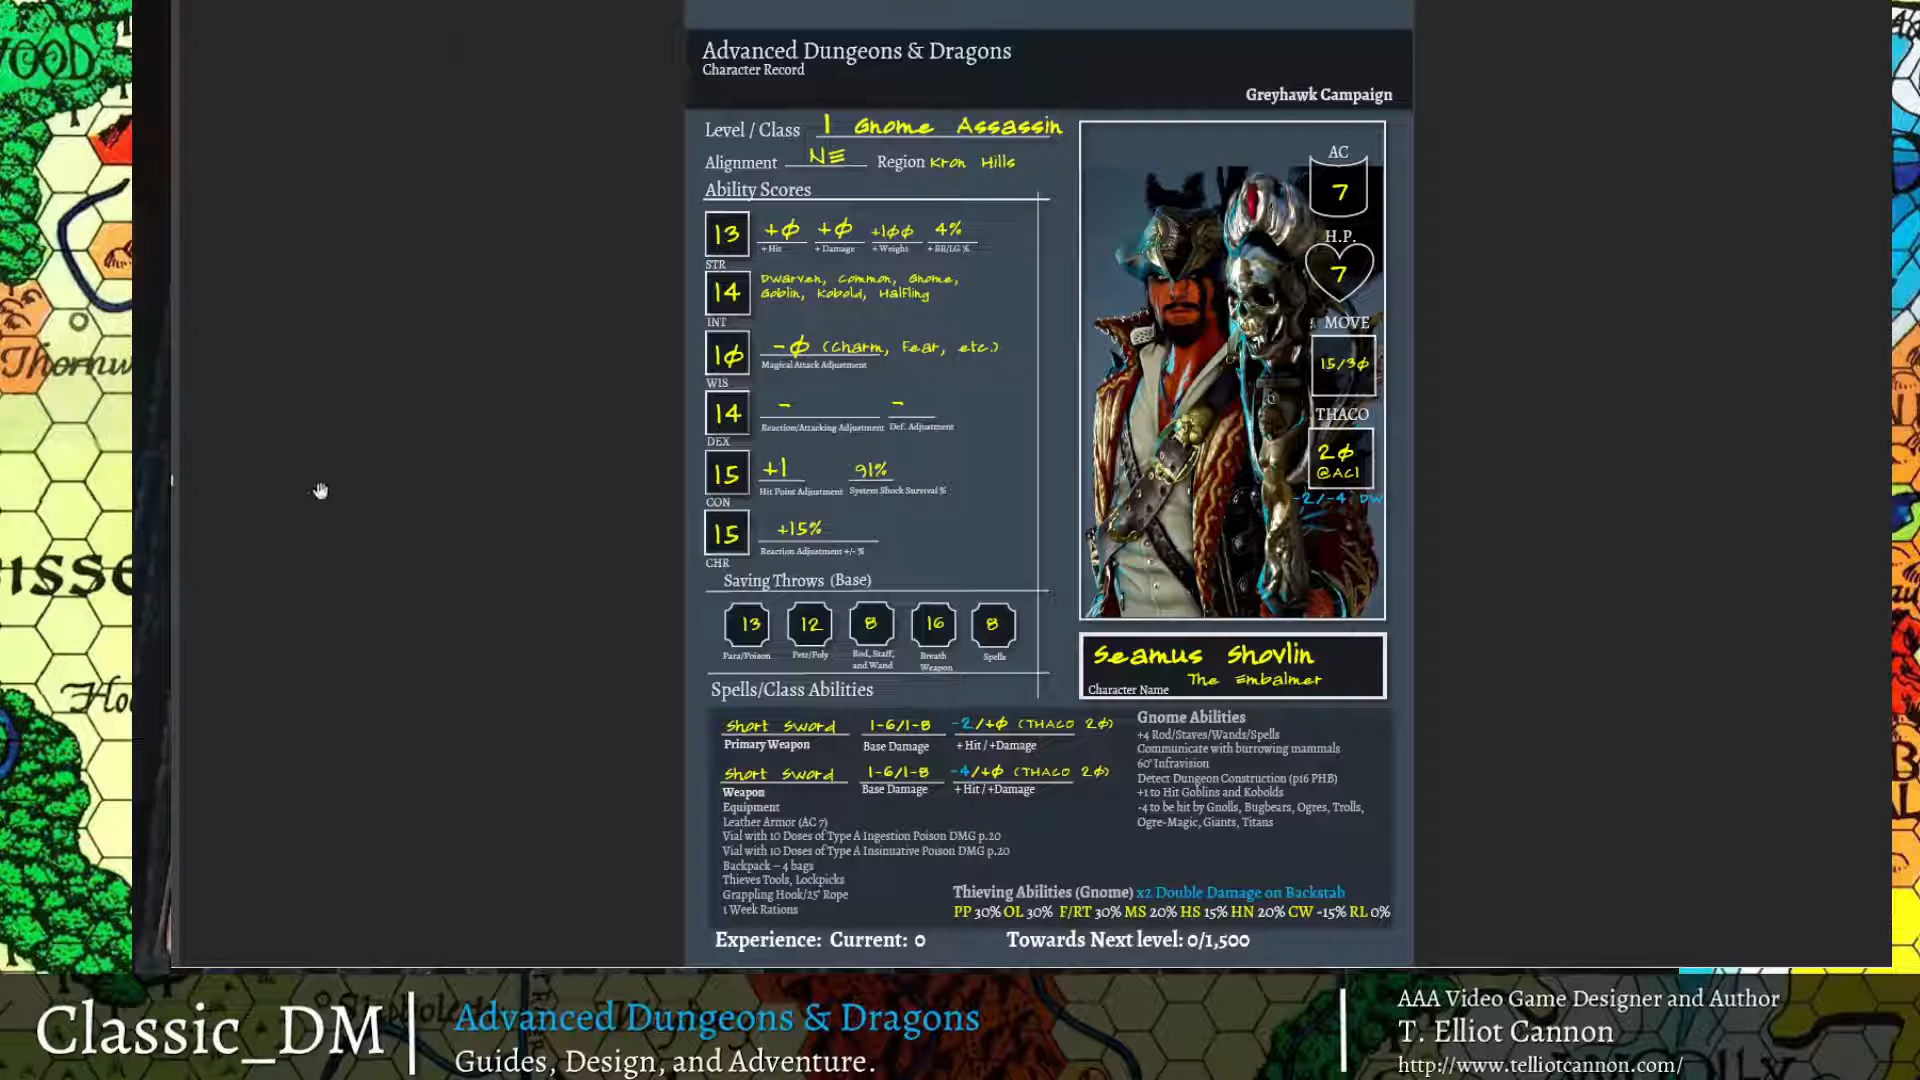 Advanced Dungeons & Dragons
Character Record
Greyhawk Campaign
Level / Class 1 Gnome Assassin
Alignment NE Region Kron Hills
Ability Scores
13 +0 +0 +100 4%
+ Hit + Damage + Weight + BB/LG %
STR
14 Dwarven, Common, Gnome,
Goblin, Kobold, Halfling
INT
10 -0 (Charm, Fear, etc.)
Magical Attack Adjustment
WIS
14 - -
Reaction/Attacking Adjustment Def. Adjustment
DEX
15 +1 91%
Hit Point Adjustment System Shock Survival %
CON
15 +15%
Reaction Adjustment +/- %
CHR
AC
7
H.P.
7
MOVE
15/30
THACO
20
@AC1
-2/-4 DW
Saving Throws (Base)
13 12 8 16 8
Para/Poison Petr/Poly Rod, Staff, and Wand Breath Weapon Spells
Seamus Shovlin
The Embalmer
Character Name
Spells/Class Abilities
Short Sword 1-6/1-8 -2/+0 (THACO 20)
Primary Weapon Base Damage + Hit / +Damage
Short Sword 1-6/1-8 -4/+0 (THACO 20)
Weapon Base Damage + Hit / +Damage
Equipment
Leather Armor (AC 7)
Vial with 10 Doses of Type A Ingestion Poison DMG p.20
Vial with 10 Doses of Type A Insinuative Poison DMG p.20
Backpack – 4 bags
Thieves Tools, Lockpicks
Grappling Hook/25' Rope
1 Week Rations
Gnome Abilities
+4 Rod/Staves/Wands/Spells
Communicate with burrowing mammals
60' Infravision
Detect Dungeon Construction (p16 PHB)
+1 to Hit Goblins and Kobolds
-4 to be hit by Gnolls, Bugbears, Ogres, Trolls,
Ogre-Magic, Giants, Titans
Thieving Abilities (Gnome) x2 Double Damage on Backstab
PP 30% OL 30% F/RT 30% MS 20% HS 15% HN 20% CW -15% RL 0%
Experience: Current: 0 Towards Next level: 0/1,500
Classic_DM
Advanced Dungeons & Dragons
Guides, Design, and Adventure.
AAA Video Game Designer and Author
T. Elliot Cannon
http://www.telliotcannon.com/